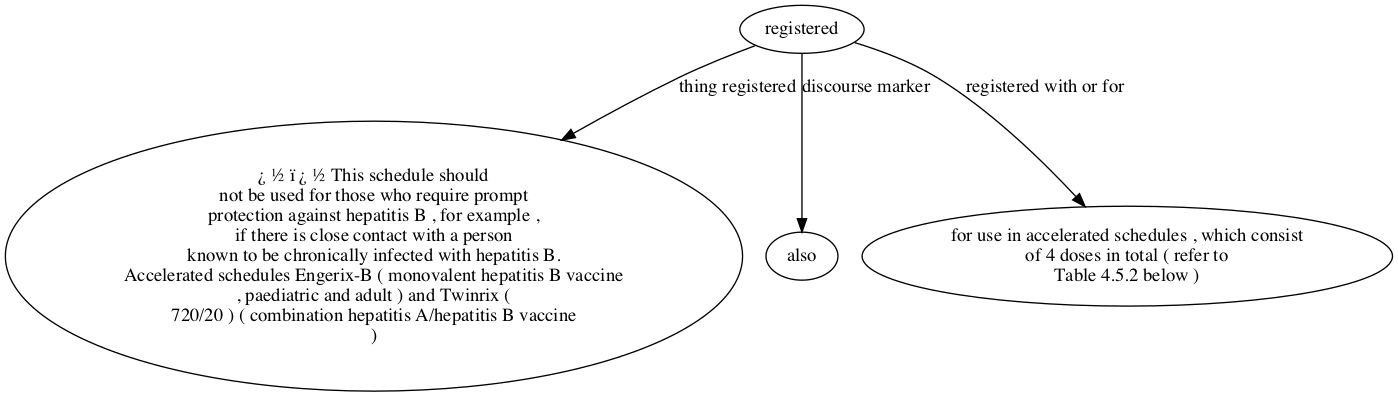 registered
thing registered
discourse marker
registered with or for
¿ ½ ï ¿ ½ This schedule should
not be used for those who require prompt
protection against hepatitis B , for example ,
if there is close contact with a person
known to be chronically infected with hepatitis B.
Accelerated schedules Engerix-B ( monovalent hepatitis B vaccine
, paediatric and adult ) and Twinrix (
720/20 ) ( combination hepatitis A/hepatitis B vaccine
)
also
for use in accelerated schedules , which consist
of 4 doses in total ( refer to
Table 4.5.2 below )